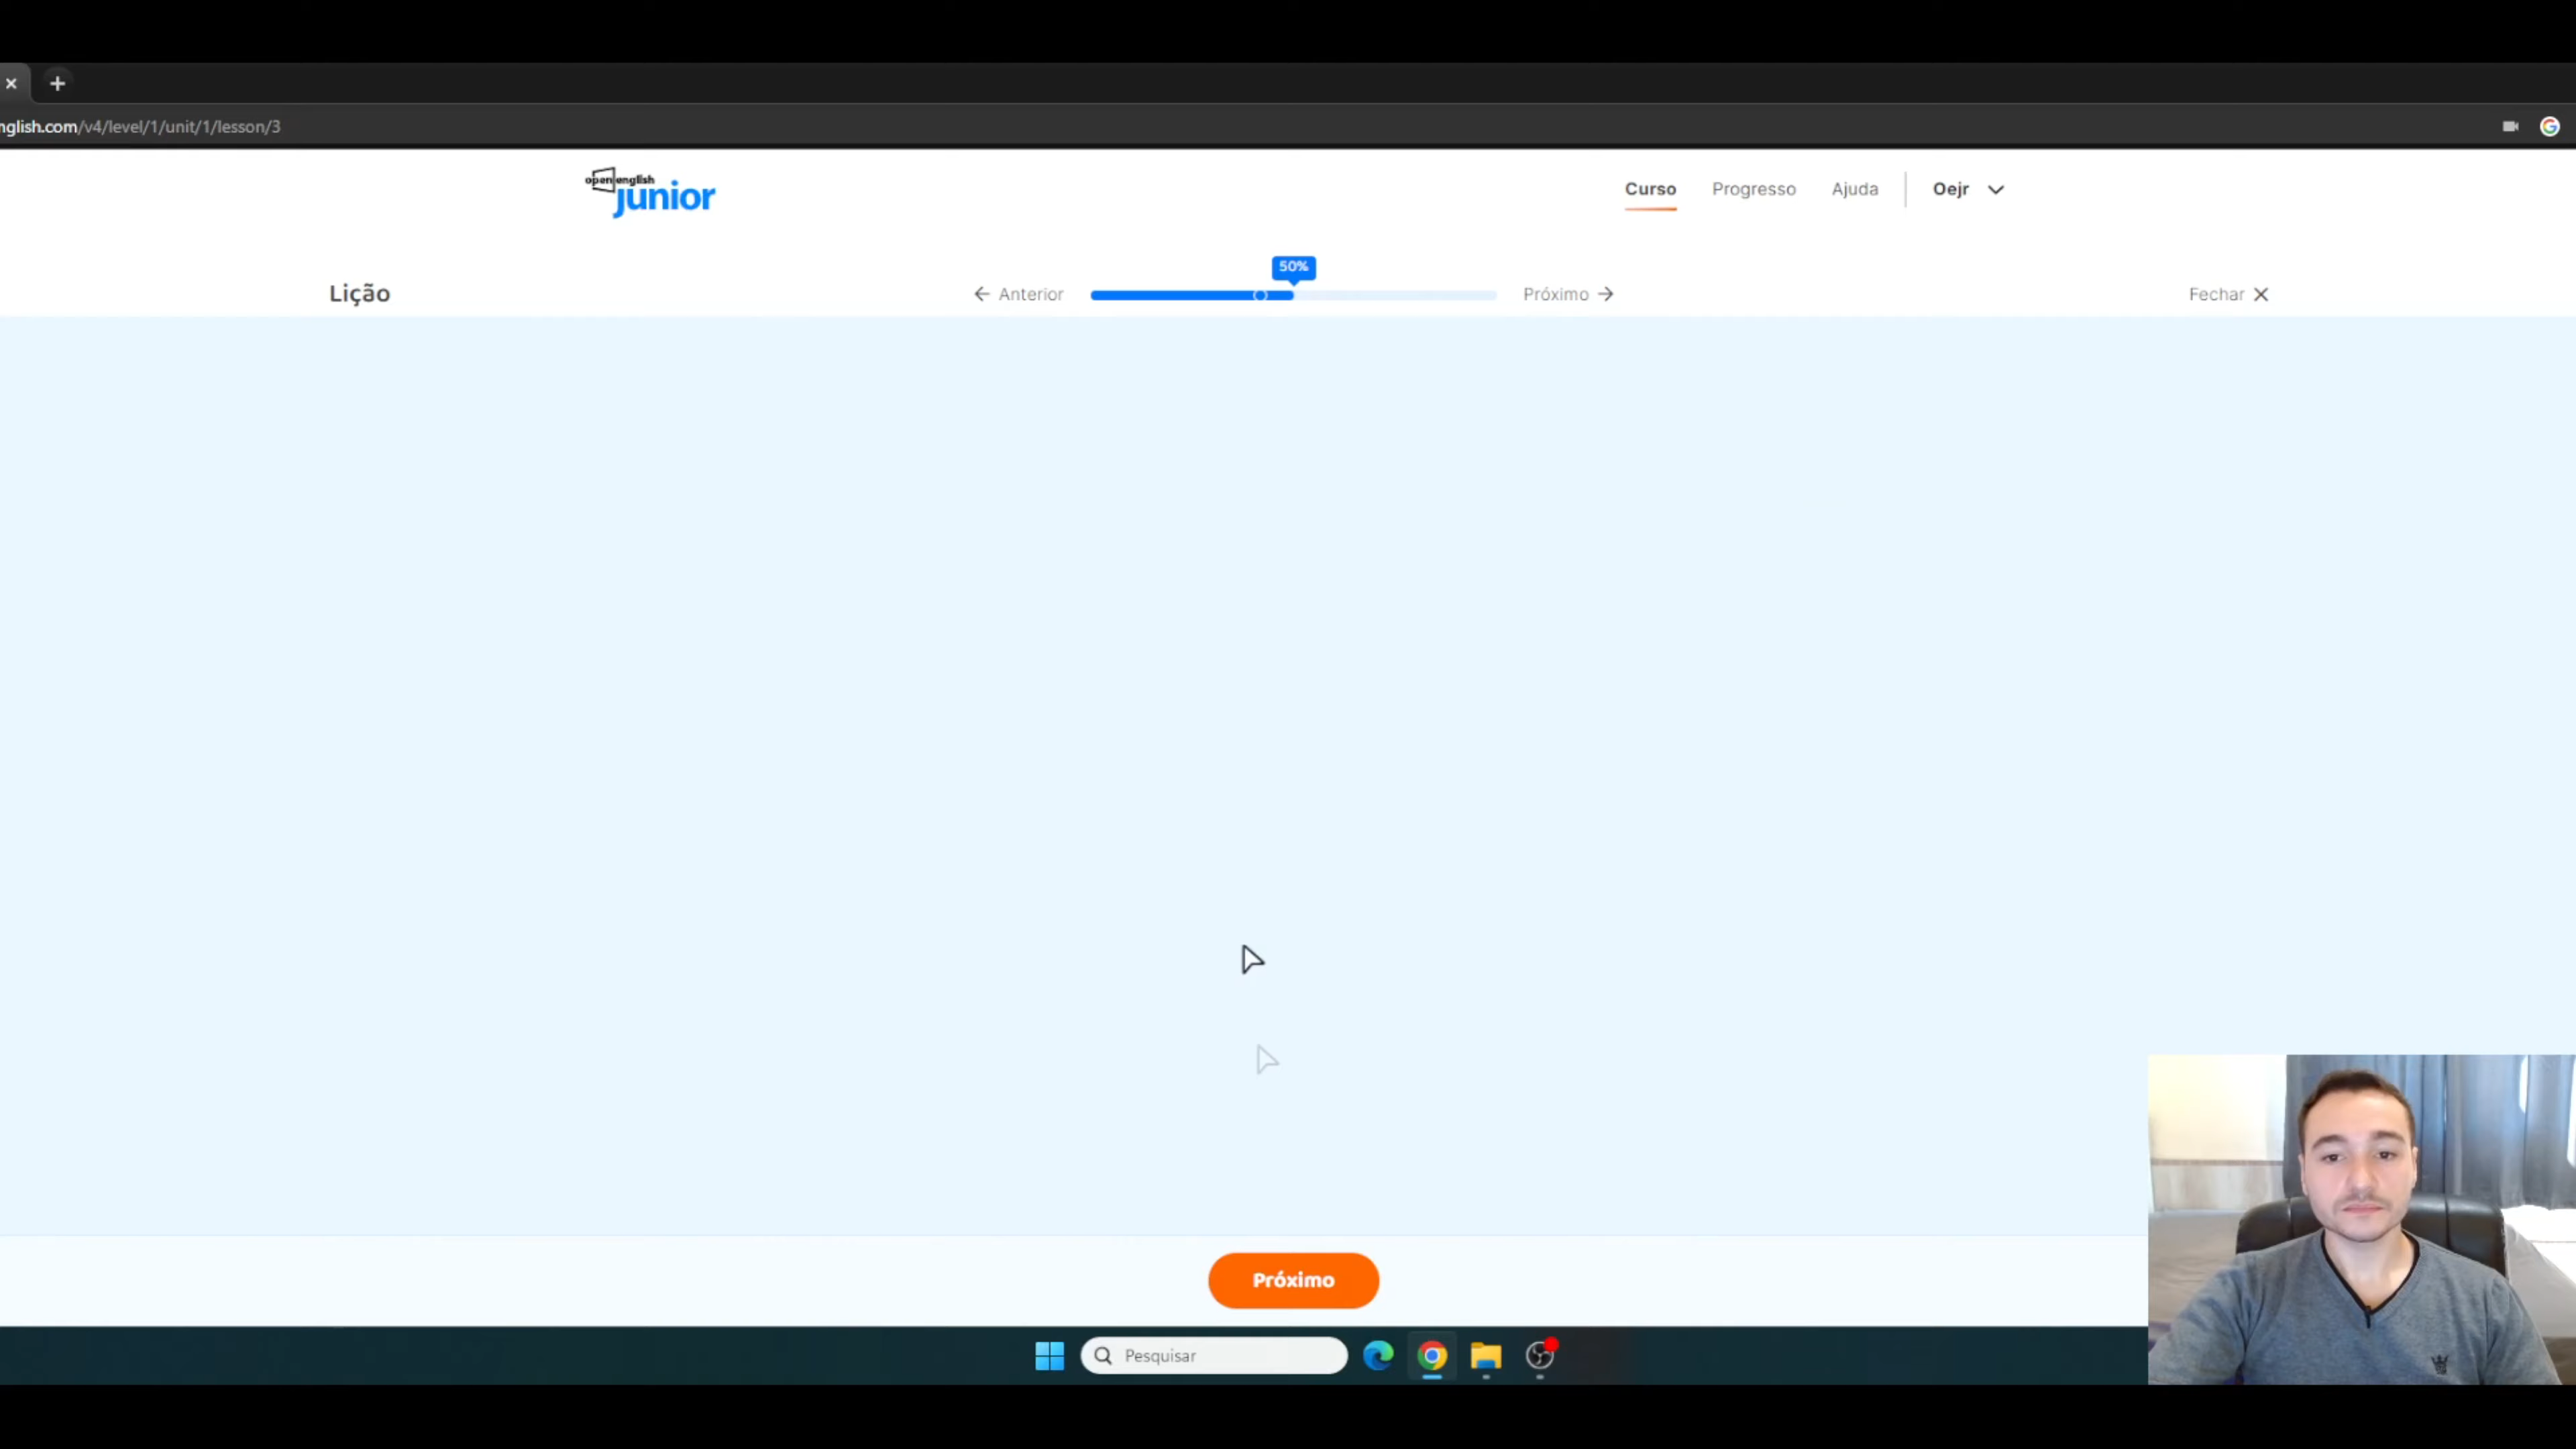 nglish.com/v4/level/1/unit/1/lesson/3
open english
junior
Curso
Progresso
Ajuda
Oejr
50%
Lição
Anterior
Próximo
Fechar
Próximo
Pesquisar